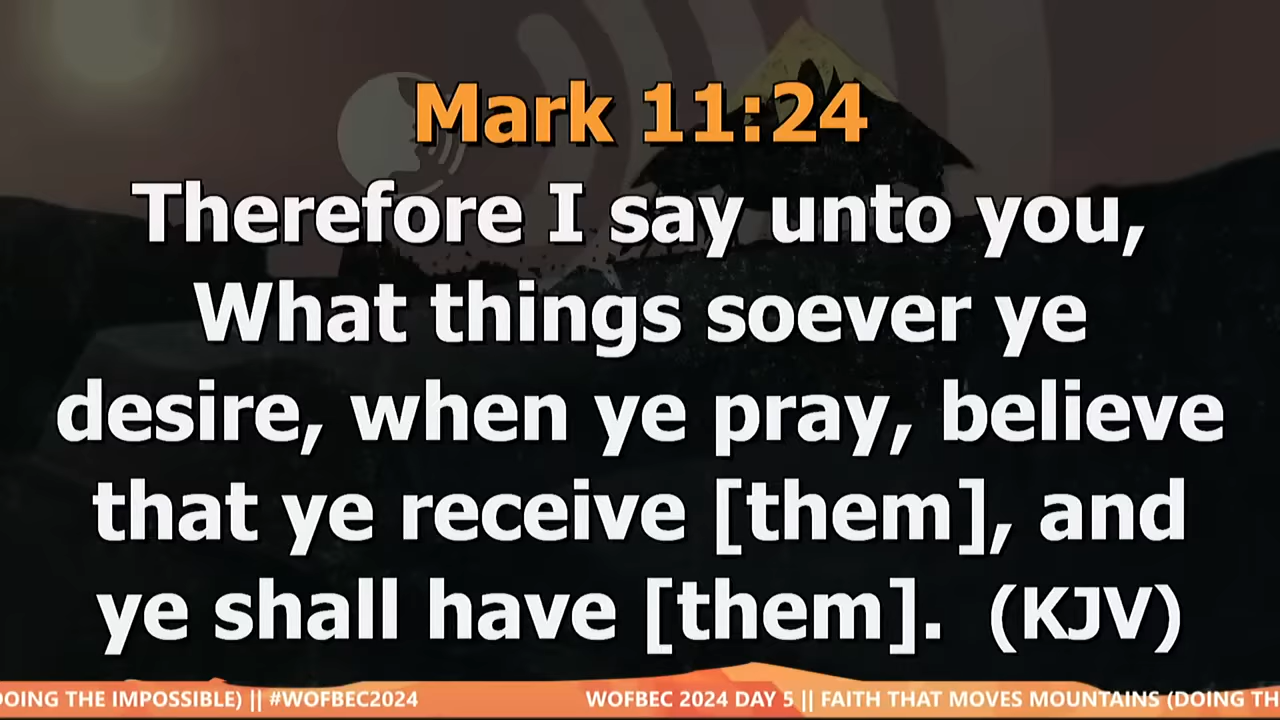 Mark 11:24
Therefore I say unto you,
What things soever ye
desire, when ye pray, believe
that ye receive [them], and
ye shall have [them]. (KJV)
DOING THE IMPOSSIBLE) || #WOFBEC2024 WOFBEC 2024 DAY 5 || FAITH THAT MOVES MOUNTAINS (DOING TH